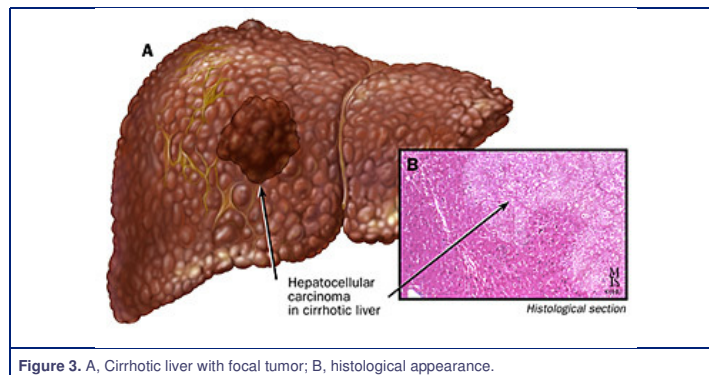 A
B
Hepatocellular
carcinoma
in cirrhotic liver
Histological section
Figure 3. A, Cirrhotic liver with focal tumor; B, histological appearance.